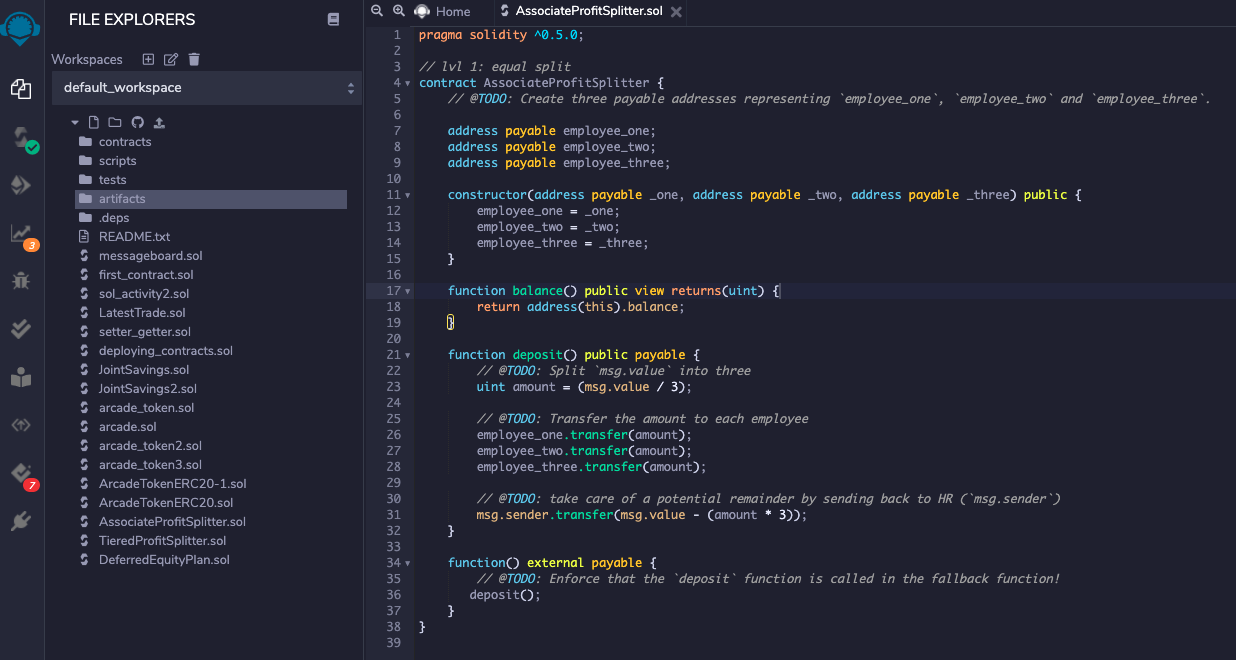 FILE EXPLORERS
Workspaces
default_workspace
contracts
scripts
tests
artifacts
.deps
README.txt
messageboard.sol
first_contract.sol
sol_activity2.sol
LatestTrade.sol
setter_getter.sol
deploying_contracts.sol
JointSavings.sol
JointSavings2.sol
arcade_token.sol
arcade.sol
arcade_token2.sol
arcade_token3.sol
ArcadeTokenERC20-1.sol
ArcadeTokenERC20.sol
AssociateProfitSplitter.sol
TieredProfitSplitter.sol
DeferredEquityPlan.sol
3
7
Home
AssociateProfitSplitter.sol
1 pragma solidity ^0.5.0;
2
3 // lvl 1: equal split
4 contract AssociateProfitSplitter {
5 // @TODO: Create three payable addresses representing `employee_one`, `employee_two` and `employee_three`.
6
7 address payable employee_one;
8 address payable employee_two;
9 address payable employee_three;
10
11 constructor(address payable _one, address payable _two, address payable _three) public {
12 employee_one = _one;
13 employee_two = _two;
14 employee_three = _three;
15 }
16
17 function balance() public view returns(uint) {
18 return address(this).balance;
19 }
20
21 function deposit() public payable {
22 // @TODO: Split `msg.value` into three
23 uint amount = (msg.value / 3);
24
25 // @TODO: Transfer the amount to each employee
26 employee_one.transfer(amount);
27 employee_two.transfer(amount);
28 employee_three.transfer(amount);
29
30 // @TODO: take care of a potential remainder by sending back to HR (`msg.sender`)
31 msg.sender.transfer(msg.value - (amount * 3));
32 }
33
34 function() external payable {
35 // @TODO: Enforce that the `deposit` function is called in the fallback function!
36 deposit();
37 }
38 }
39